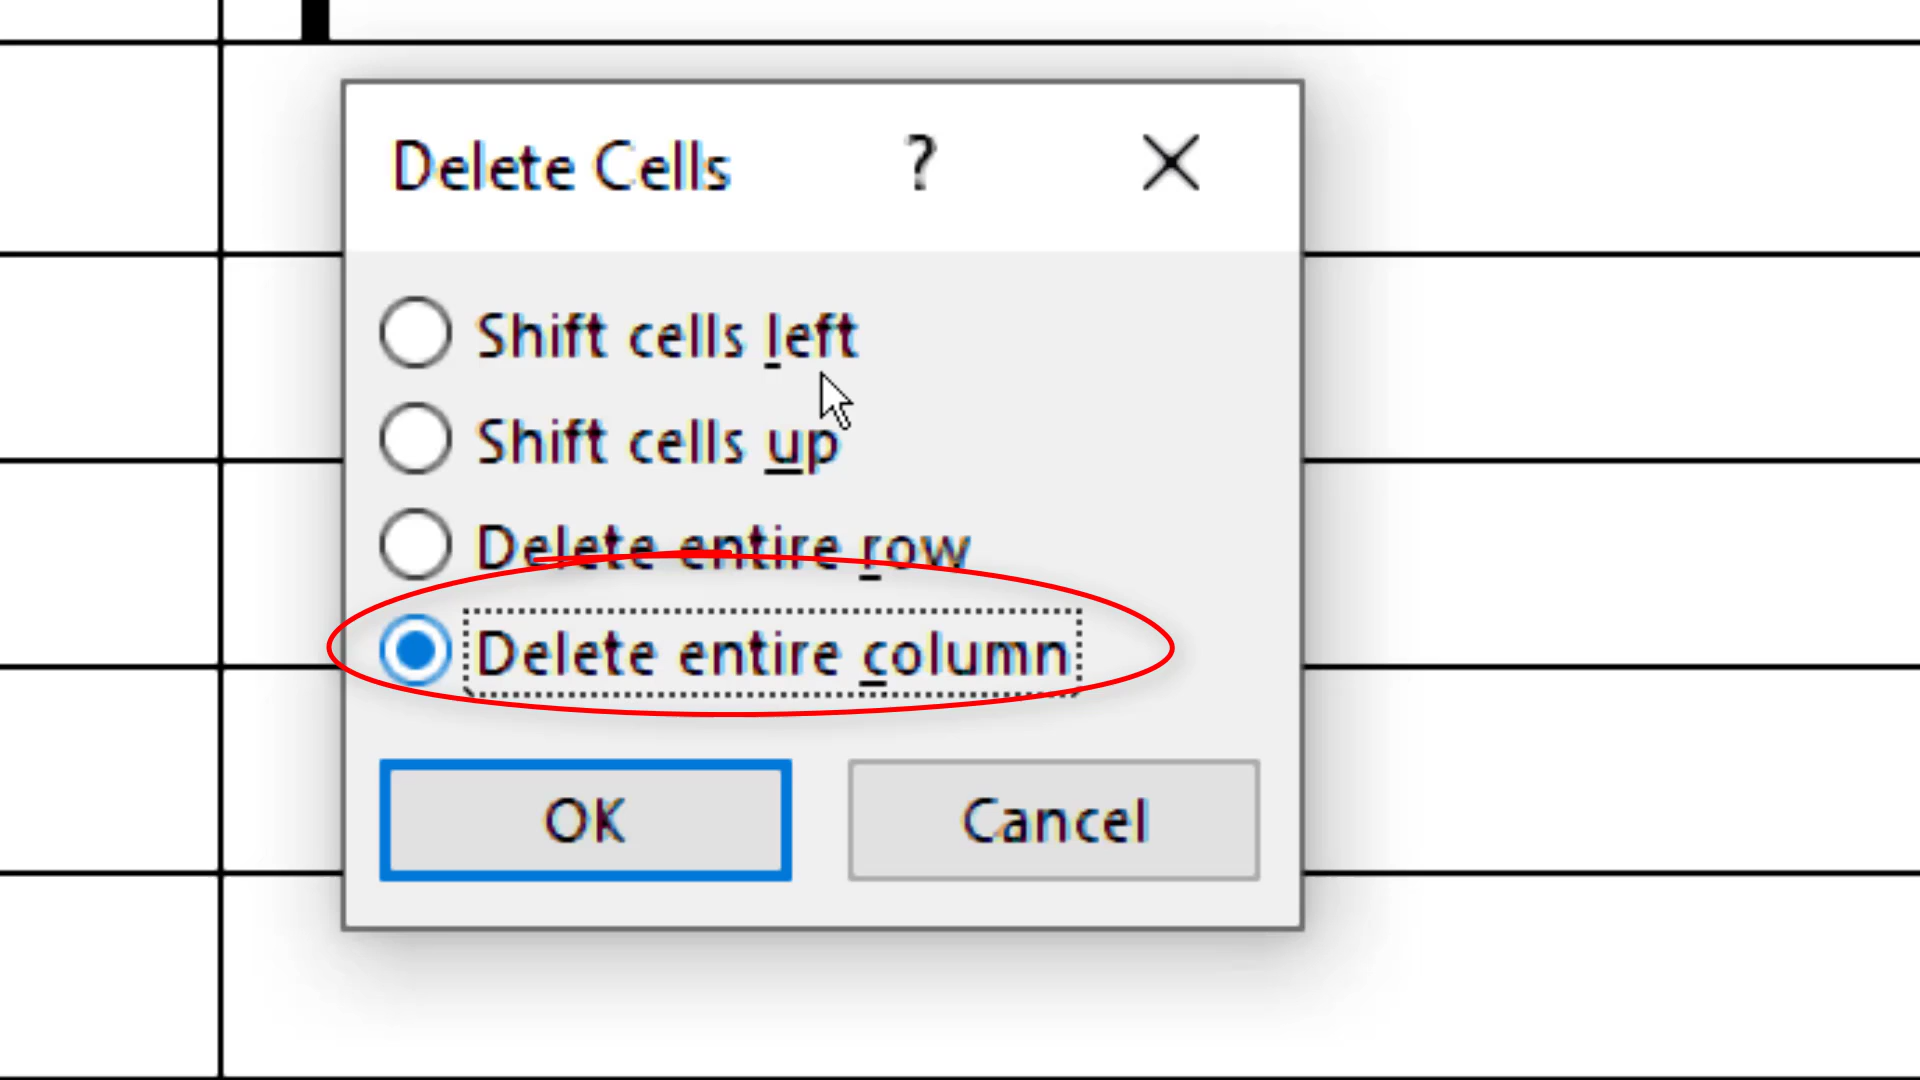 Delete Cells ?
Shift cells left
Shift cells up
Delete entire row
Delete entire column
OK Cancel